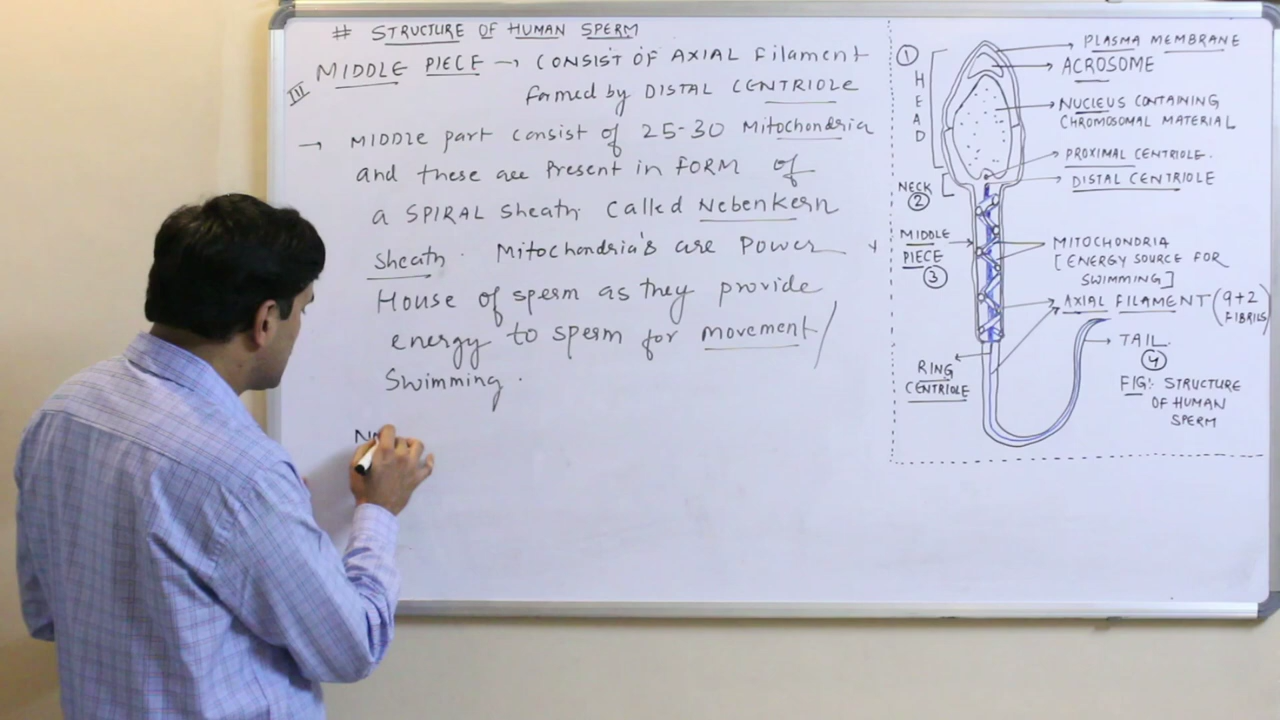 # STRUCTURE OF HUMAN SPERM
III MIDDLE PIECE → CONSIST OF AXIAL Filament
formed by DISTAL CENTRIOLE
→ MIDDLE part consist of 25-30 Mitochondria
and these are Present in FORM of
a SPIRAL sheath called Nebenkern
sheath. Mitochondria's are Power
House of sperm as they provide
energy to sperm for movement/
Swimming.
① HEAD
PLASMA MEMBRANE
ACROSOME
NUCLEUS CONTAINING
CHROMOSOMAL MATERIAL
PROXIMAL CENTRIOLE.
DISTAL CENTRIOLE
NECK
②
MIDDLE
PIECE
③
MITOCHONDRIA
[ENERGY SOURCE FOR
SWIMMING]
AXIAL FILAMENT (9+2
FIBRILS)
RING
CENTRIOLE
TAIL.
④
FIG:- STRUCTURE
OF HUMAN
SPERM